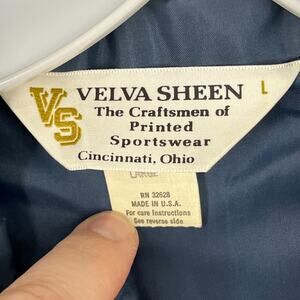 VS
VELVA SHEEN
L
The Craftsmen of
Printed
Sportswear
Cincinnati, Ohio
LARGE
RN 32628
MADE IN U.S.A.
For care instructions
See reverse side